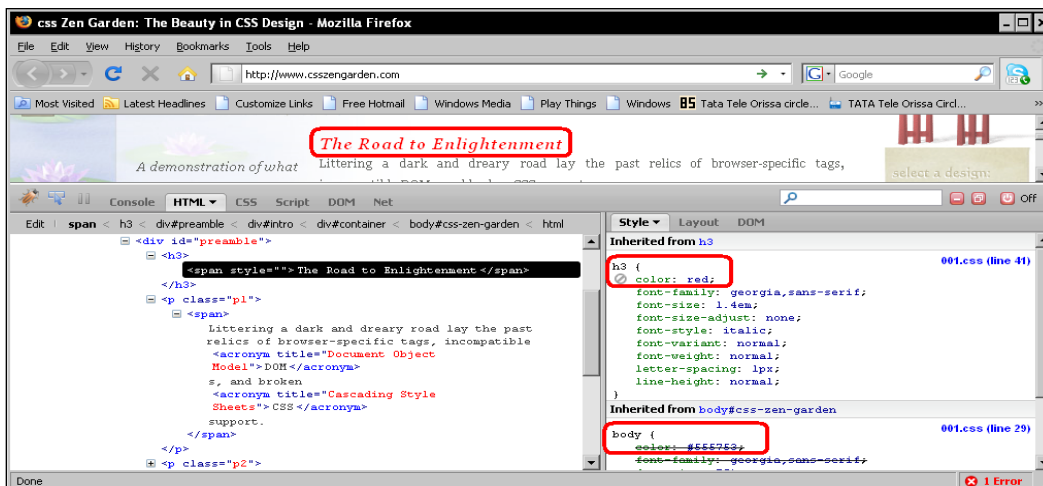 css Zen Garden: The Beauty in CSS Design - Mozilla Firefox
File Edit View History Bookmarks Tools Help
http://www.csszengarden.com
G Google
Most Visited Latest Headlines Customize Links Free Hotmail Windows Media Play Things Windows 85 Tata Tele Orissa circle... TATA Tele Orissa Circl... »
The Road to Enlightenment
A demonstration of what
Littering a dark and dreary road lay the past relics of browser-specific tags,
select a design:
Console HTML CSS Script DOM Net
Off
Edit span < h3 < div#preamble < div#intro < div#container < body#css-zen-garden < html
<div id="preamble">
<h3>
<span style="">The Road to Enlightenment</span>
</h3>
<p class="p1">
<span>
Littering a dark and dreary road lay the past
relics of browser-specific tags, incompatible
<acronym title="Document Object
Model">DOM</acronym>
s, and broken
<acronym title="Cascading Style
Sheets">CSS</acronym>
support.
</span>
</p>
<p class="p2">
Style Layout DOM
Inherited from h3
001.css (line 41)
h3 {
color: red;
font-family: georgia,sans-serif;
font-size: 1.4em;
font-size-adjust: none;
font-style: italic;
font-variant: normal;
font-weight: normal;
letter-spacing: 1px;
line-height: normal;
}
Inherited from body#css-zen-garden
001.css (line 29)
body {
color: #555753;
font-family: georgia,sans-serif;
Done
1 Error